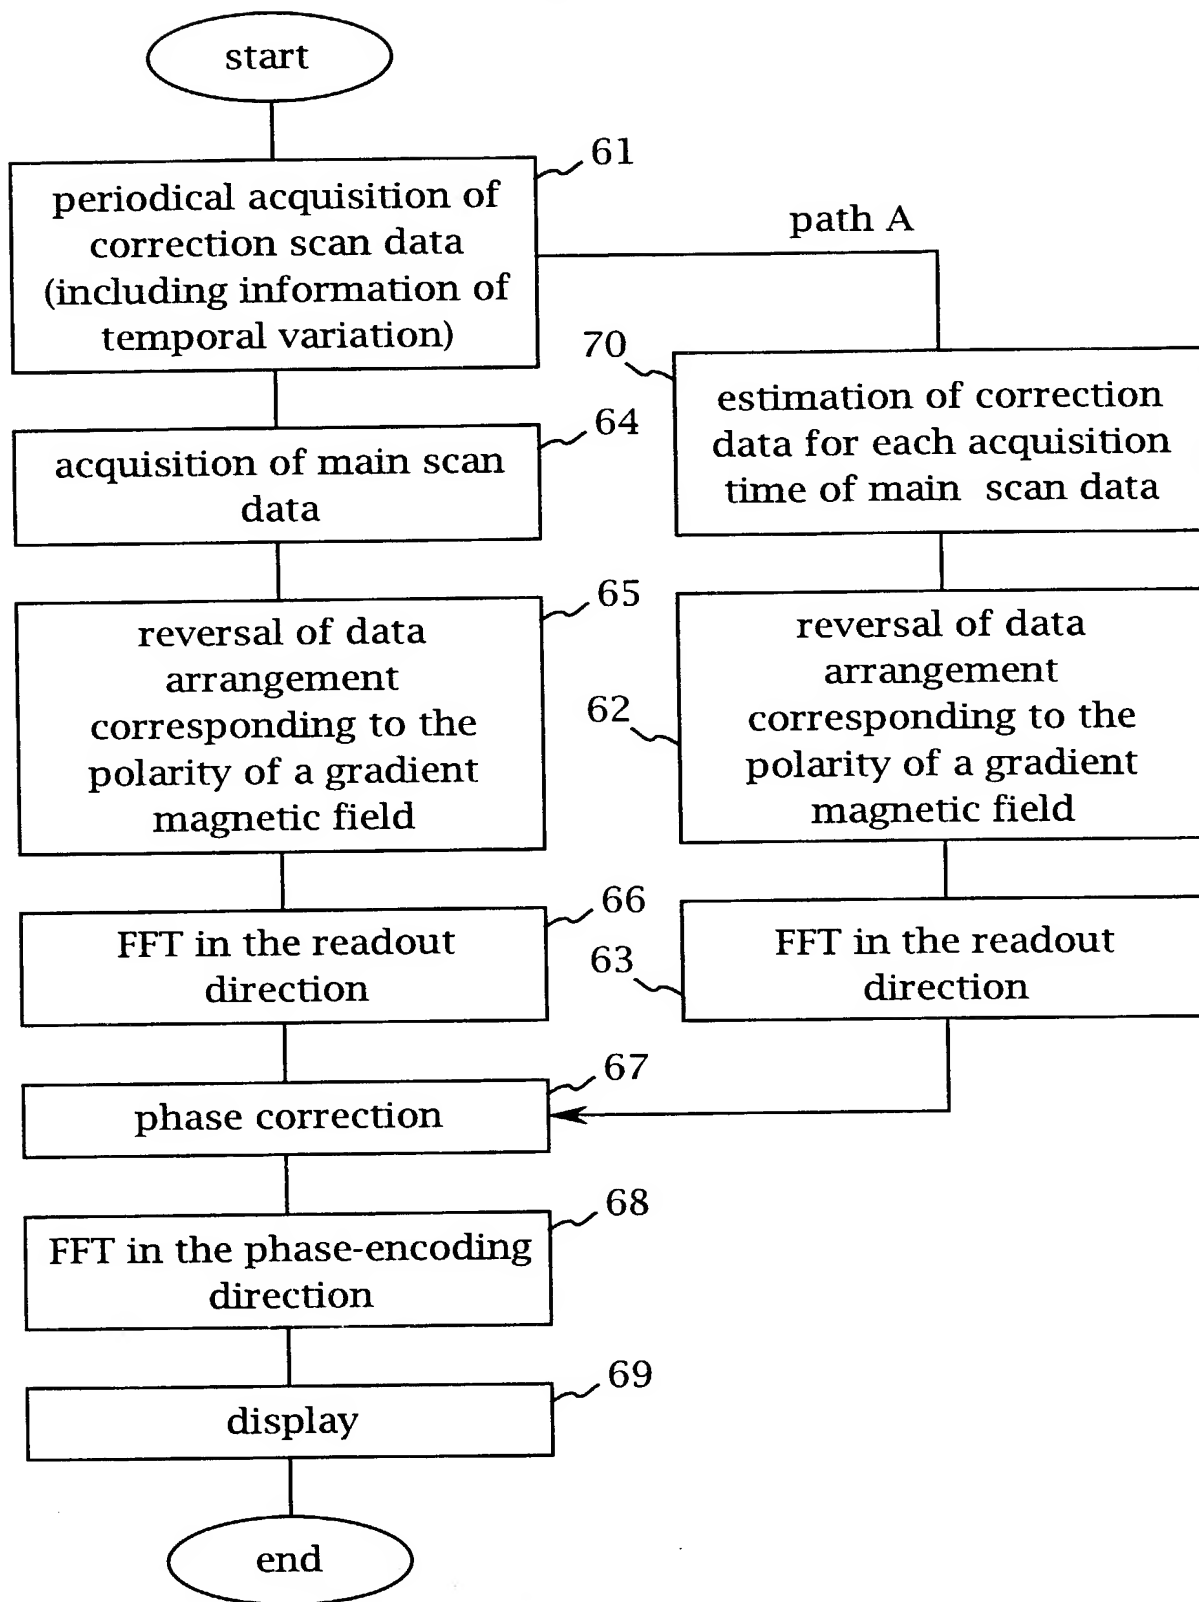 start
61
periodical acquisition of
correction scan data
(including information of
temporal variation)
path A
64
acquisition of main scan
data
65
reversal of data
arrangement
corresponding to the
polarity of a gradient
magnetic field
66
FFT in the readout
direction
70
estimation of correction
data for each acquisition
time of main scan data
62
reversal of data
arrangement
corresponding to the
polarity of a gradient
magnetic field
63
FFT in the readout
direction
67
phase correction
68
FFT in the phase-encoding
direction
69
display
end